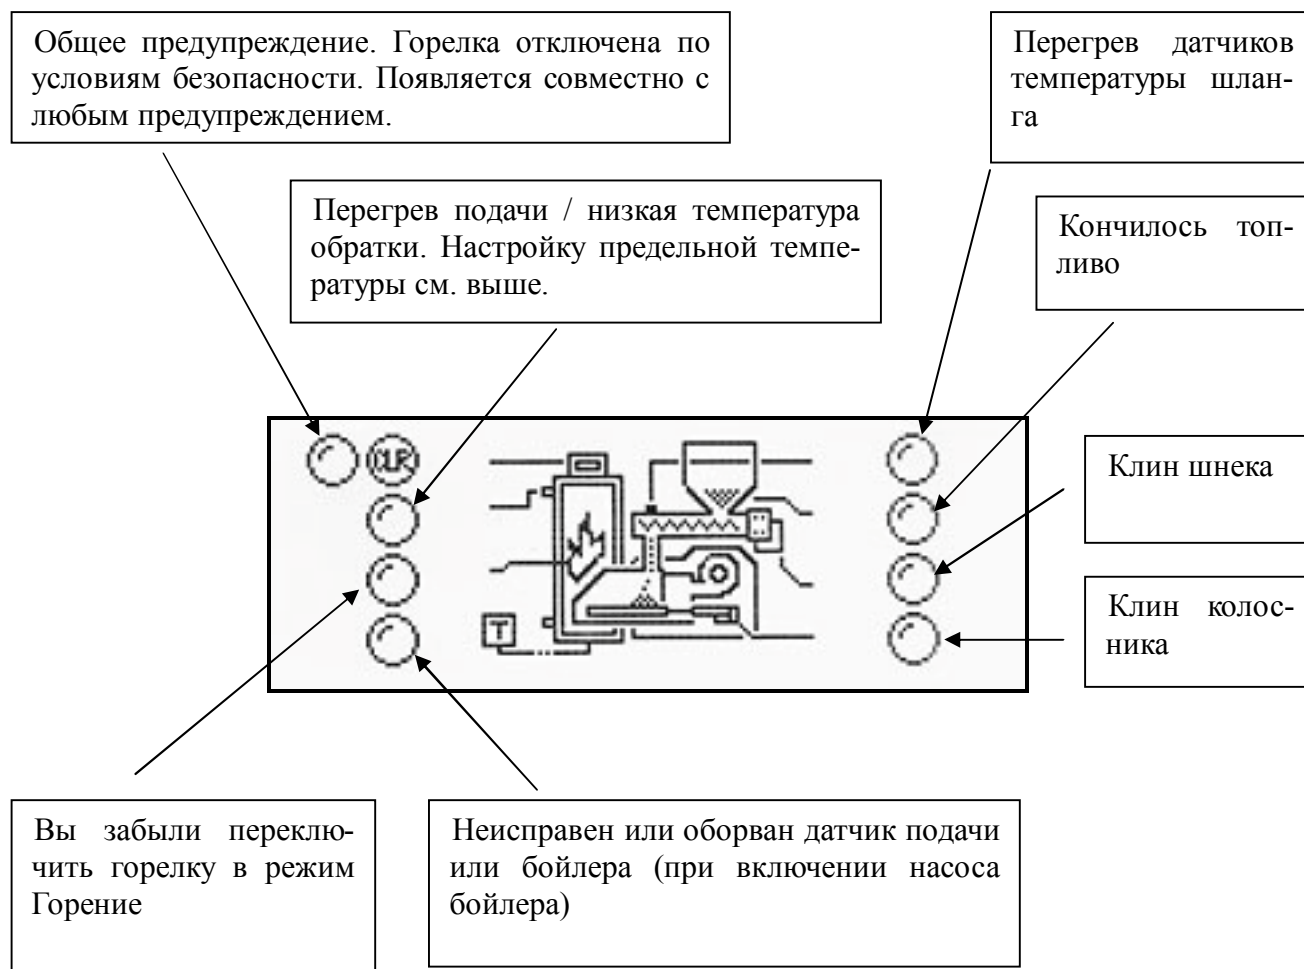 Общее предупреждение. Горелка отключена по
условиям безопасности. Появляется совместно с
любым предупреждением.
Перегрев датчиков
температуры шлан-
га
Перегрев подачи / низкая температура
обратки. Настройку предельной темпе-
ратуры см. выше.
Кончилось топ-
ливо
CLR
Клин шнека
T
Клин колос-
ника
Вы забыли переклю-
чить горелку в режим
Горение
Неисправен или оборван датчик подачи
или бойлера (при включении насоса
бойлера)